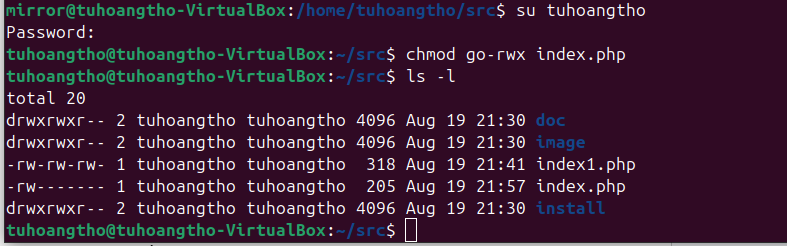 mirror@tuhoangtho-VirtualBox:/home/tuhoangtho/src$ su tuhoangtho
Password:
tuhoangtho@tuhoangtho-VirtualBox:~/src$ chmod go-rwx index.php
tuhoangtho@tuhoangtho-VirtualBox:~/src$ ls -l
total 20
drwxrwxr-- 2 tuhoangtho tuhoangtho 4096 Aug 19 21:30 doc
drwxrwxr-- 2 tuhoangtho tuhoangtho 4096 Aug 19 21:30 image
-rw-rw-rw- 1 tuhoangtho tuhoangtho  318 Aug 19 21:41 index1.php
-rw------- 1 tuhoangtho tuhoangtho  205 Aug 19 21:57 index.php
drwxrwxr-- 2 tuhoangtho tuhoangtho 4096 Aug 19 21:30 install
tuhoangtho@tuhoangtho-VirtualBox:~/src$